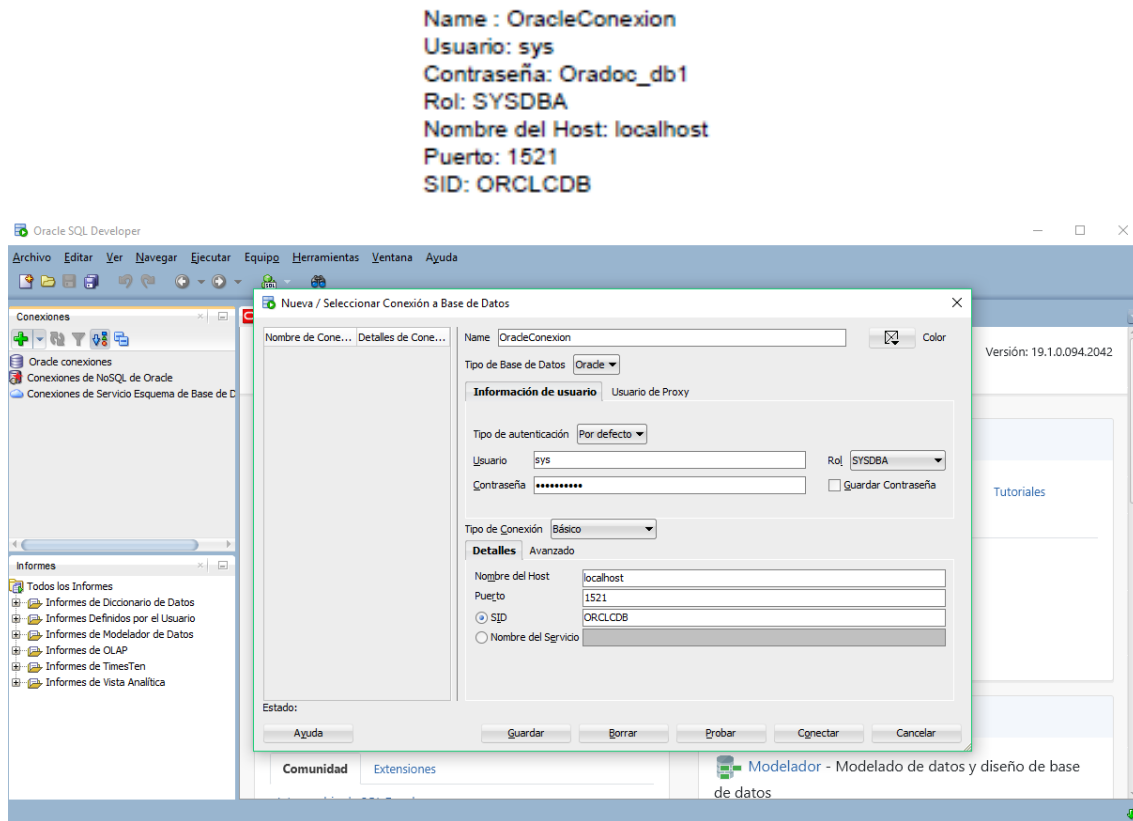 Name : OracleConexion
Usuario: sys
Contraseña: Oradoc_db1
Rol: SYSDBA
Nombre del Host: localhost
Puerto: 1521
SID: ORCLCDB
Oracle SQL Developer
Archivo Editar Ver Navegar Ejecutar Equipo Herramientas Ventana Ayuda
Conexiones
Oracle conexiones
Conexiones de NoSQL de Oracle
Conexiones de Servicio Esquema de Base de D
Informes
Todos los Informes
Informes de Diccionario de Datos
Informes Definidos por el Usuario
Informes de Modelador de Datos
Informes de OLAP
Informes de TimesTen
Informes de Vista Analítica
Nueva / Seleccionar Conexión a Base de Datos
Nombre de Cone... Detalles de Cone...
Name OracleConexion Color
Tipo de Base de Datos Oracle
Información de usuario Usuario de Proxy
Tipo de autenticación Por defecto
Usuario sys Rol SYSDBA
Contraseña •••••••••• Guardar Contraseña
Tipo de Conexión Básico
Detalles Avanzado
Nombre del Host localhost
Puerto 1521
SID ORCLCDB
Nombre del Servicio
Estado:
Ayuda Guardar Borrar Probar Conectar Cancelar
Versión: 19.1.0.094.2042
Tutoriales
Comunidad Extensiones
Modelador - Modelado de datos y diseño de base
de datos